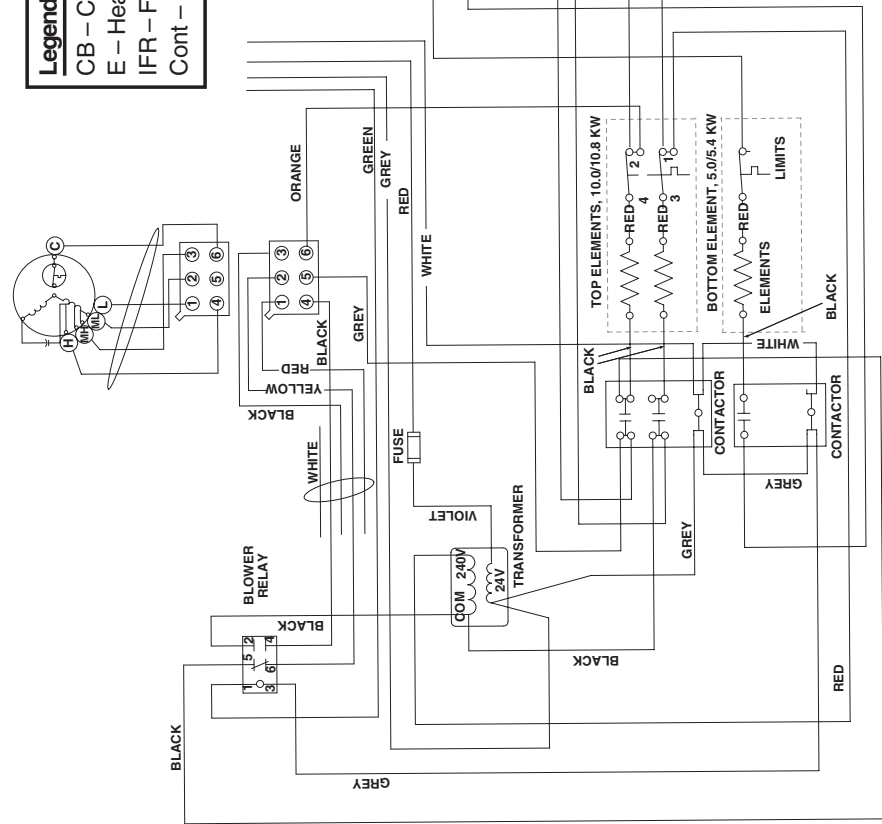 Legend
CB – C
E – Hea
IFR – F
Cont –
C
H
MH
ML
L
1
2
3
4
5
6
1
2
3
4
5
6
ORANGE
GREEN
GREY
RED
WHITE
BLACK
GREY
RED
YELLOW
BLACK
WHITE
FUSE
VIOLET
BLOWER
RELAY
1
5
2
3
6
4
BLACK
BLACK
COM 240V
24V
TRANSFORMER
BLACK
GREY
GREY
RED
TOP ELEMENTS, 10.0/10.8 KW
RED
4
2
RED
3
1
BOTTOM ELEMENT, 5.0/5.4 KW
RED
LIMITS
ELEMENTS
BLACK
BLACK
WHITE
CONTACTOR
CONTACTOR
GREY